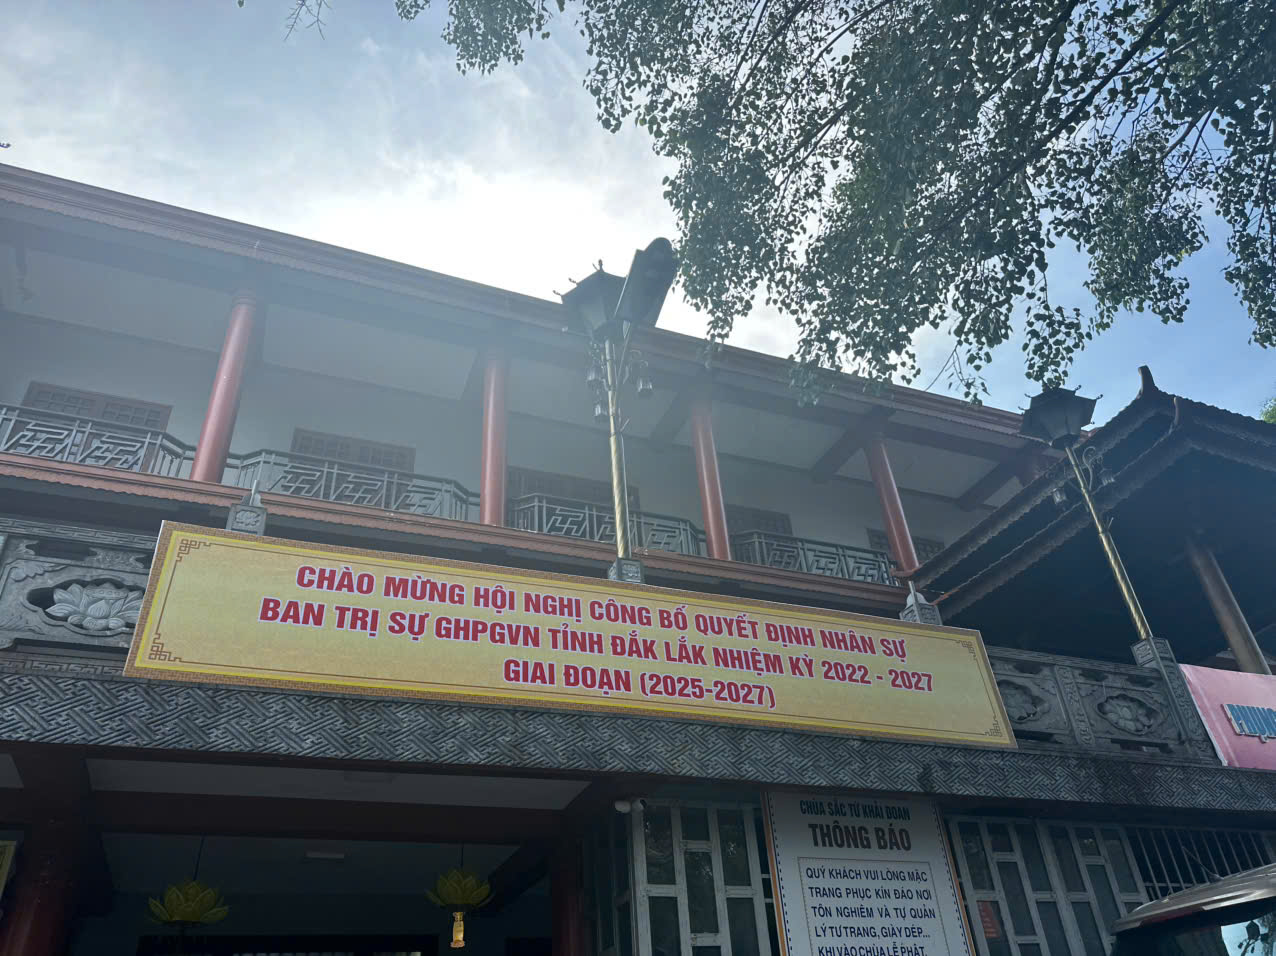 CHÀO MỪNG HỘI NGHỊ CÔNG BỐ QUYẾT ĐỊNH NHÂN SỰ
BAN TRỊ SỰ GHPGVN TỈNH ĐẮK LẮK NHIỆM KỲ 2022 - 2027
GIAI ĐOẠN (2025-2027)
CHÙA SẮC TỨ KHẢI ĐOAN
THÔNG BÁO
QUÝ KHÁCH VUI LÒNG MẶC
TRANG PHỤC KÍN ĐÁO NƠI
TÔN NGHIÊM VÀ TỰ QUẢN
LÝ TƯ TRANG, GIÀY DÉP...
KHI VÀO CHÙA LỄ PHẬT.